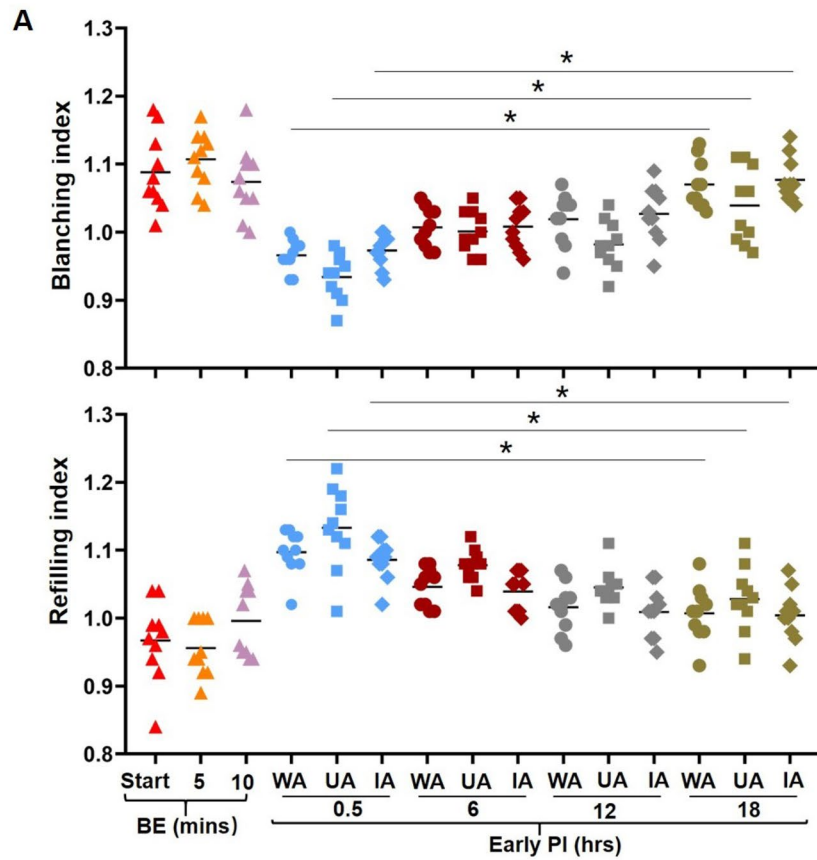 A
Blanching index
1.3
1.2
1.1
1.0
0.9
0.8
*
*
*
Refilling index
1.3
1.2
1.1
1.0
0.9
0.8
*
*
*
Start 5 10 WA UA IA WA UA IA WA UA IA WA UA IA
0.5 6 12 18
BE (mins)
Early PI (hrs)